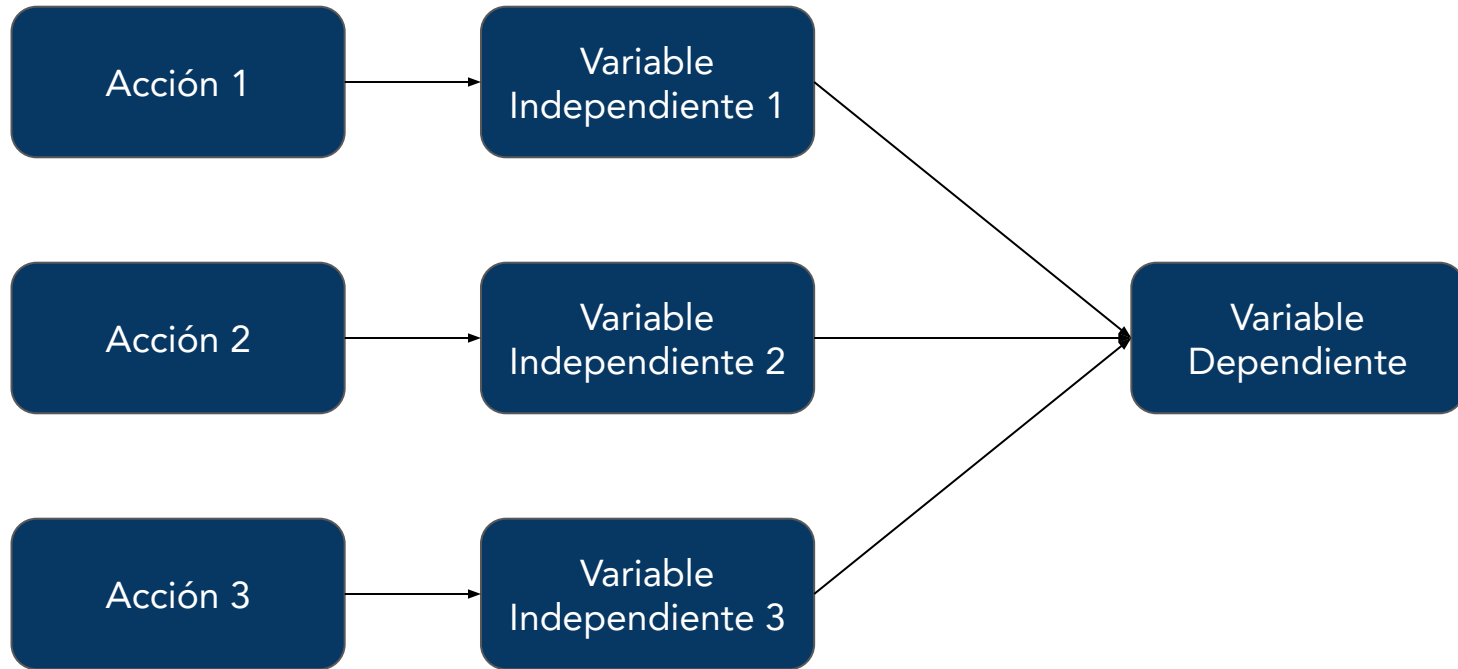 Acción 1
Variable
Independiente 1
Acción 2
Variable
Independiente 2
Variable
Dependiente
Acción 3
Variable
Independiente 3